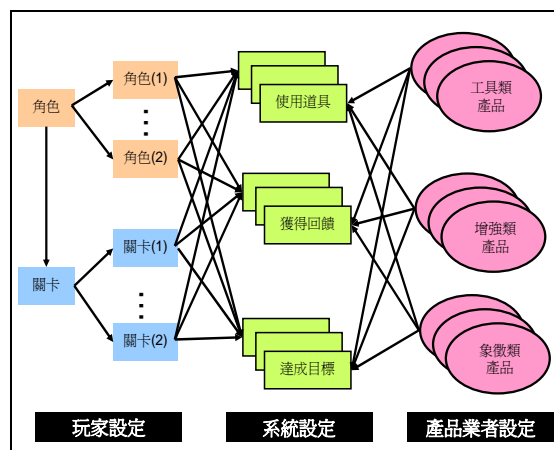 角色
角色(1)
角色(2)
關卡
關卡(1)
關卡(2)
使用道具
獲得回饋
達成目標
工具類
產品
增強類
產品
象徵類
產品
玩家設定
系統設定
產品業者設定